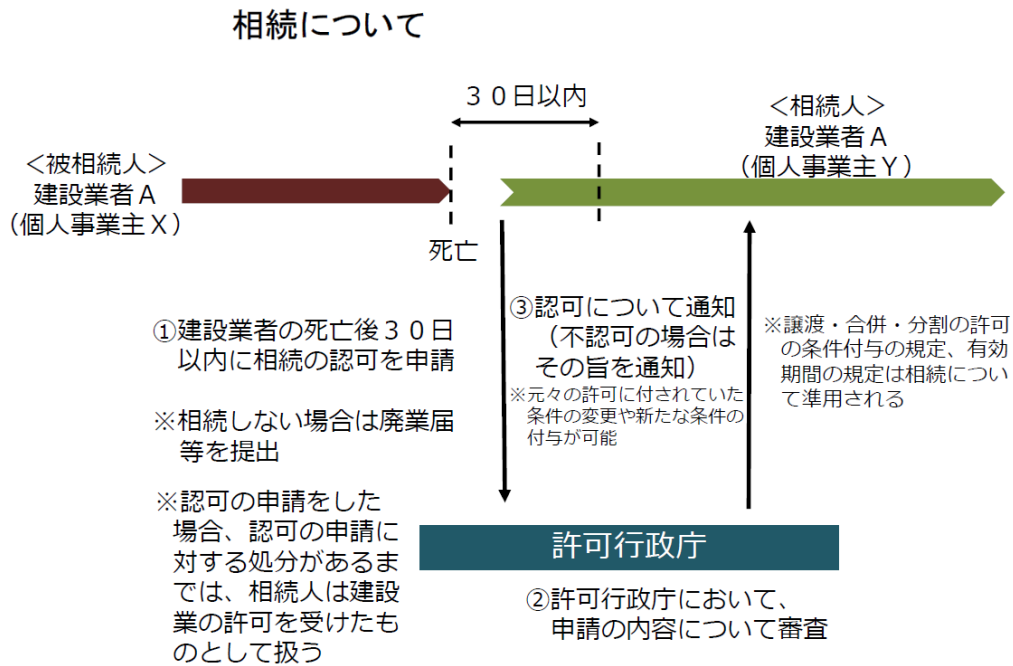 相続について
３０日以内
＜相続人＞
建設業者Ａ
（個人事業主Ｙ）
＜被相続人＞
建設業者Ａ
（個人事業主Ｘ）
死亡
①建設業者の死亡後３０日
以内に相続の認可を申請
※相続しない場合は廃業届
等を提出
※認可の申請をした
場合、認可の申請に
対する処分があるま
では、相続人は建設
業の許可を受けたも
のとして扱う
③認可について通知
（不認可の場合は
その旨を通知）
※元々の許可に付されていた
条件の変更や新たな条件の
付与が可能
※譲渡・合併・分割の許可
の条件付与の規定、有効
期間の規定は相続につい
て準用される
許可行政庁
②許可行政庁において、
申請の内容について審査